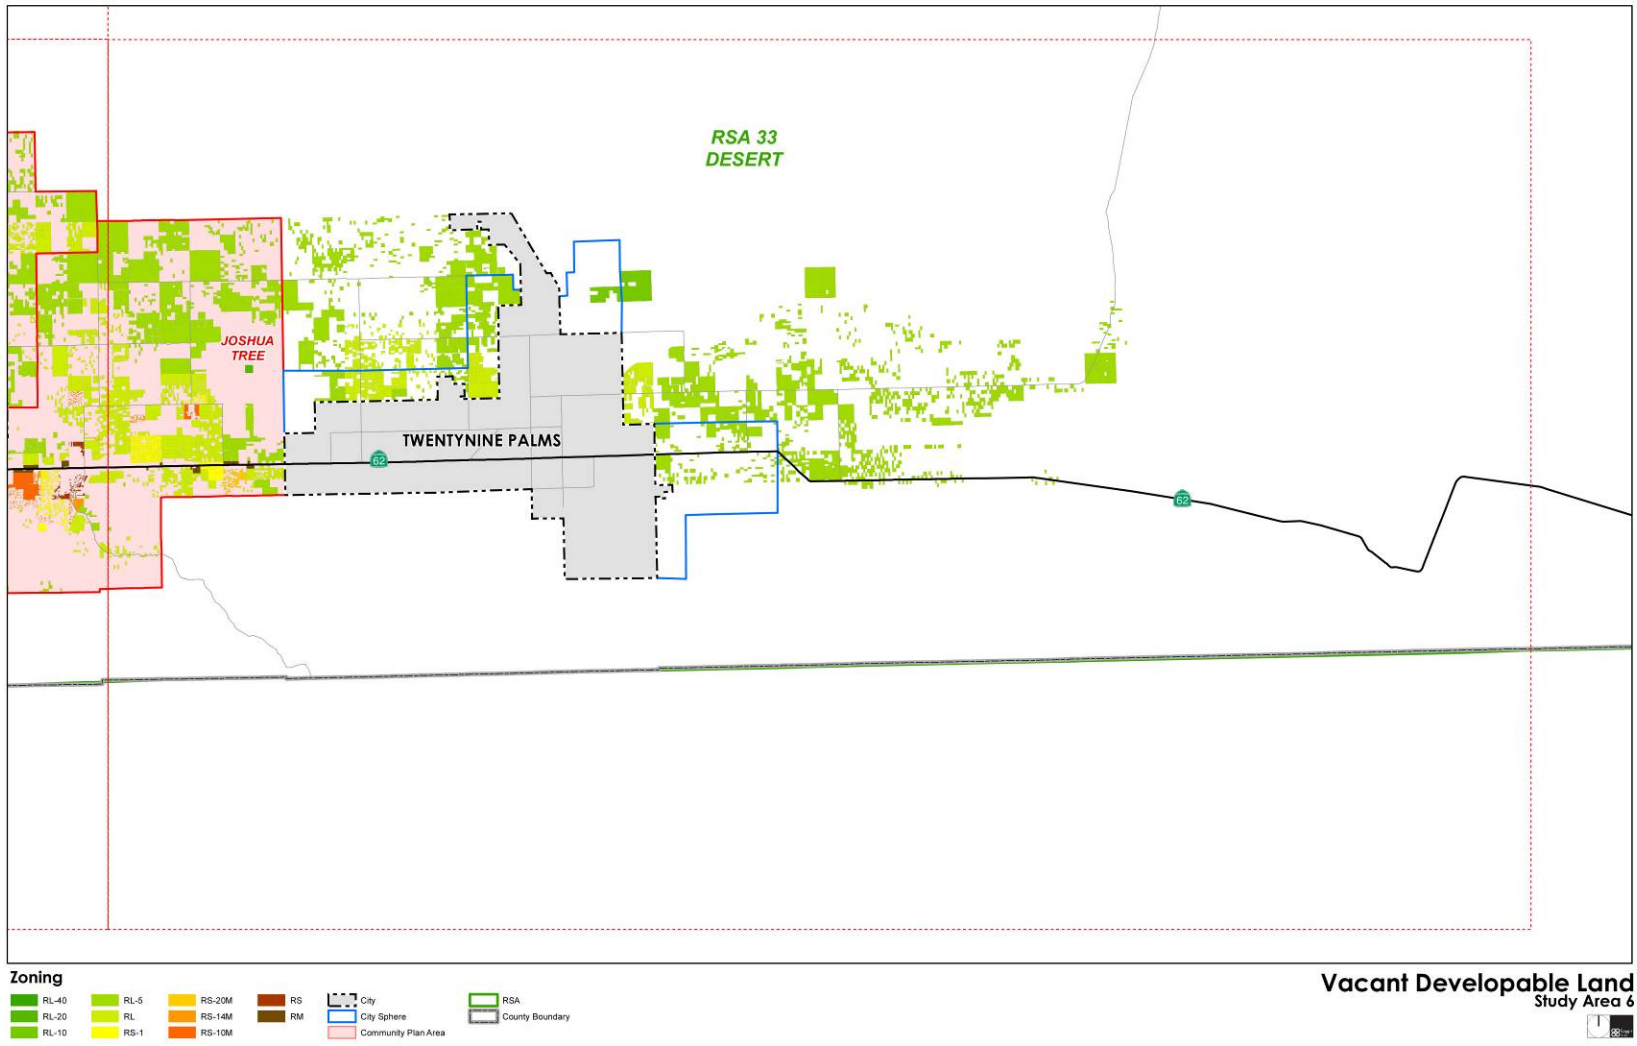 RSA 33
DESERT
JOSHUA
TREE
TWENTYNINE PALMS
62
62
Zoning
RL-40
RL-20
RL-10
RL-5
RL
RS-1
RS-20M
RS-14M
RS-10M
RS
RM
City
City Sphere
Community Plan Area
RSA
County Boundary
Vacant Developable Land
Study Area 6